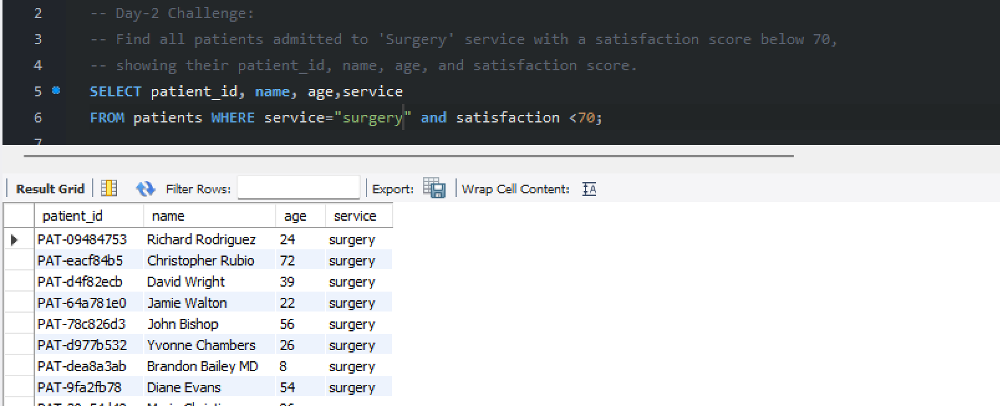 2 -- Day-2 Challenge:
3 -- Find all patients admitted to 'Surgery' service with a satisfaction score below 70,
4 -- showing their patient_id, name, age, and satisfaction score.
5 SELECT patient_id, name, age,service
6 FROM patients WHERE service="surgery" and satisfaction <70;
7
Result Grid Filter Rows: Export: Wrap Cell Content:
patient_id name age service
PAT-09484753 Richard Rodriguez 24 surgery
PAT-eacf84b5 Christopher Rubio 72 surgery
PAT-d4f82ecb David Wright 39 surgery
PAT-64a781e0 Jamie Walton 22 surgery
PAT-78c826d3 John Bishop 56 surgery
PAT-d977b532 Yvonne Chambers 26 surgery
PAT-dea8a3ab Brandon Bailey MD 8 surgery
PAT-9fa2fb78 Diane Evans 54 surgery